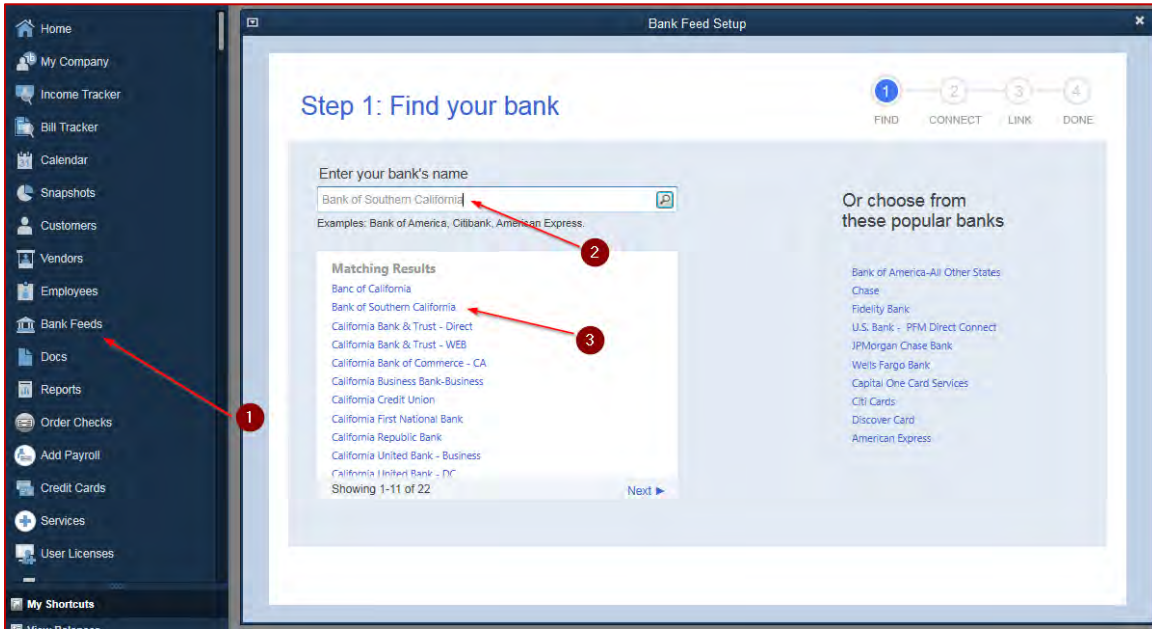 Home
My Company
Income Tracker
Bill Tracker
Calendar
Snapshots
Customers
Vendors
Employees
Bank Feeds
Docs
Reports
Order Checks
Add Payroll
Credit Cards
Services
User Licenses
My Shortcuts
View Balances
Bank Feed Setup
Step 1: Find your bank
1 2 3 4
FIND CONNECT LINK DONE
Enter your bank's name
Bank of Southern California
Examples: Bank of America, Citibank, American Express.
Matching Results
Banc of California
Bank of Southern California
California Bank & Trust - Direct
California Bank & Trust - WEB
California Bank of Commerce - CA
California Business Bank-Business
California Credit Union
California First National Bank
California Republic Bank
California United Bank - Business
California United Bank - DC
Showing 1-11 of 22
Next ►
Or choose from
these popular banks
Bank of America-All Other States
Chase
Fidelity Bank
U.S. Bank - PFM Direct Connect
JPMorgan Chase Bank
Wells Fargo Bank
Capital One Card Services
Citi Cards
Discover Card
American Express
1
2
3